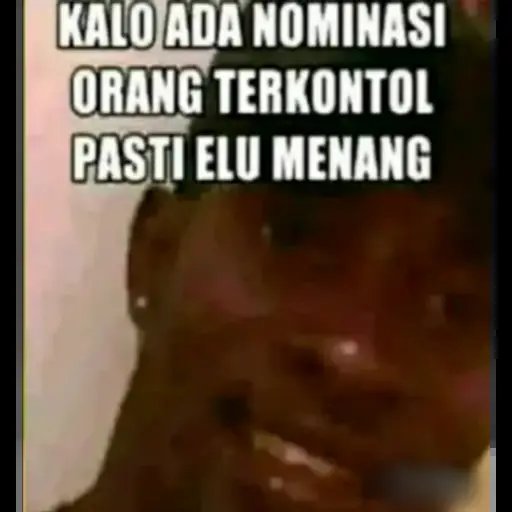 KALO ADA NOMINASI
ORANG TERKONTOL
PASTI ELU MENANG